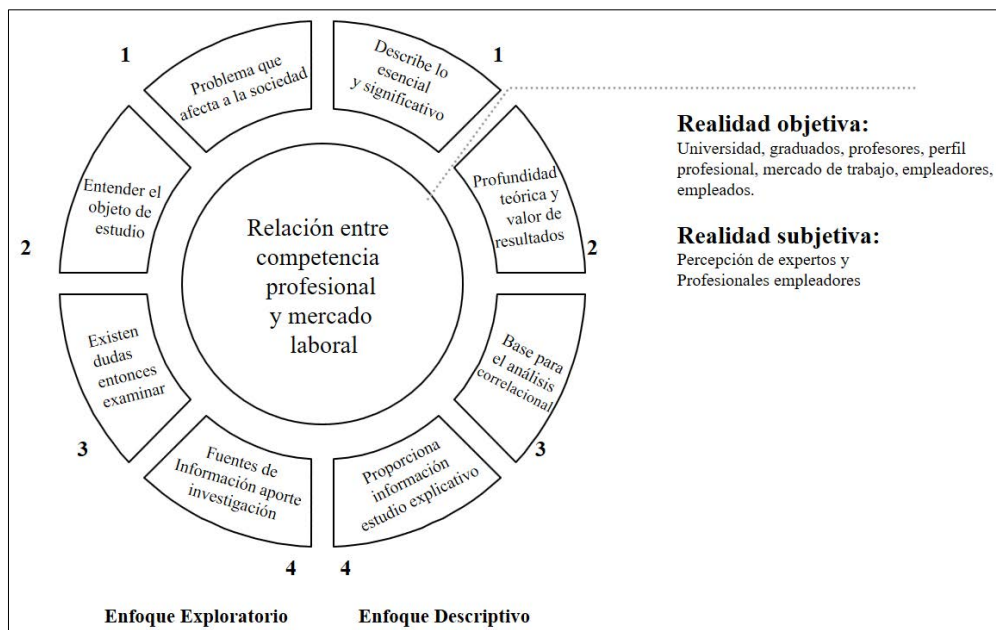 1
Problema que
afecta a la sociedad
Entender el
objeto de
estudio
2
Existen
dudas
entonces
examinar
3
Fuentes de
Información aporte
investigación
4
Enfoque Exploratorio
Relación entre
competencia
profesional
y mercado
laboral
1
Describe lo
esencial
y significativo
Profundidad
teórica y
valor de
resultados
2
Base para
el análisis
correlacional
3
Proporciona
información
estudio explicativo
4
Enfoque Descriptivo
Realidad objetiva:
Universidad, graduados, profesores, perfil
profesional, mercado de trabajo, empleadores,
empleados.
Realidad subjetiva:
Percepción de expertos y
Profesionales empleadores